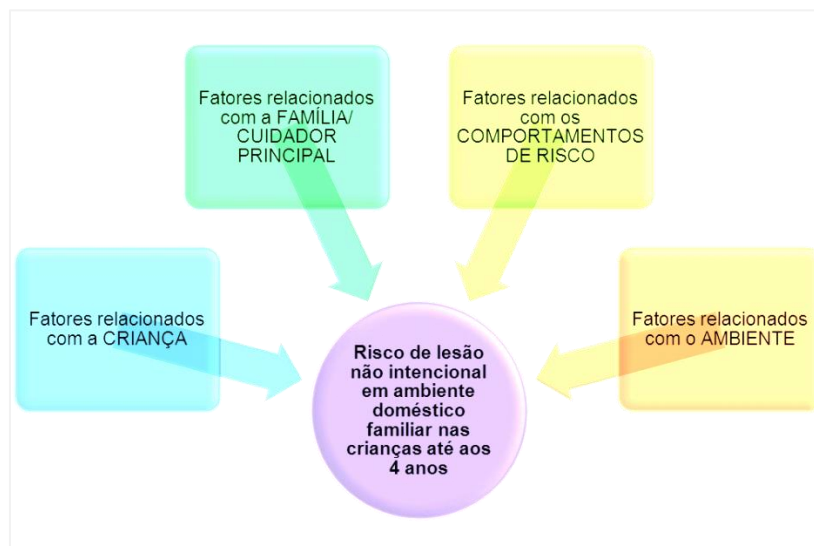 Fatores relacionados
com a FAMÍLIA/
CUIDADOR
PRINCIPAL
Fatores relacionados
com os
COMPORTAMENTOS
DE RISCO
Fatores relacionados
com a CRIANÇA
Fatores relacionados
com o AMBIENTE
Risco de lesão
não intencional
em ambiente
doméstico
familiar nas
crianças até aos
4 anos